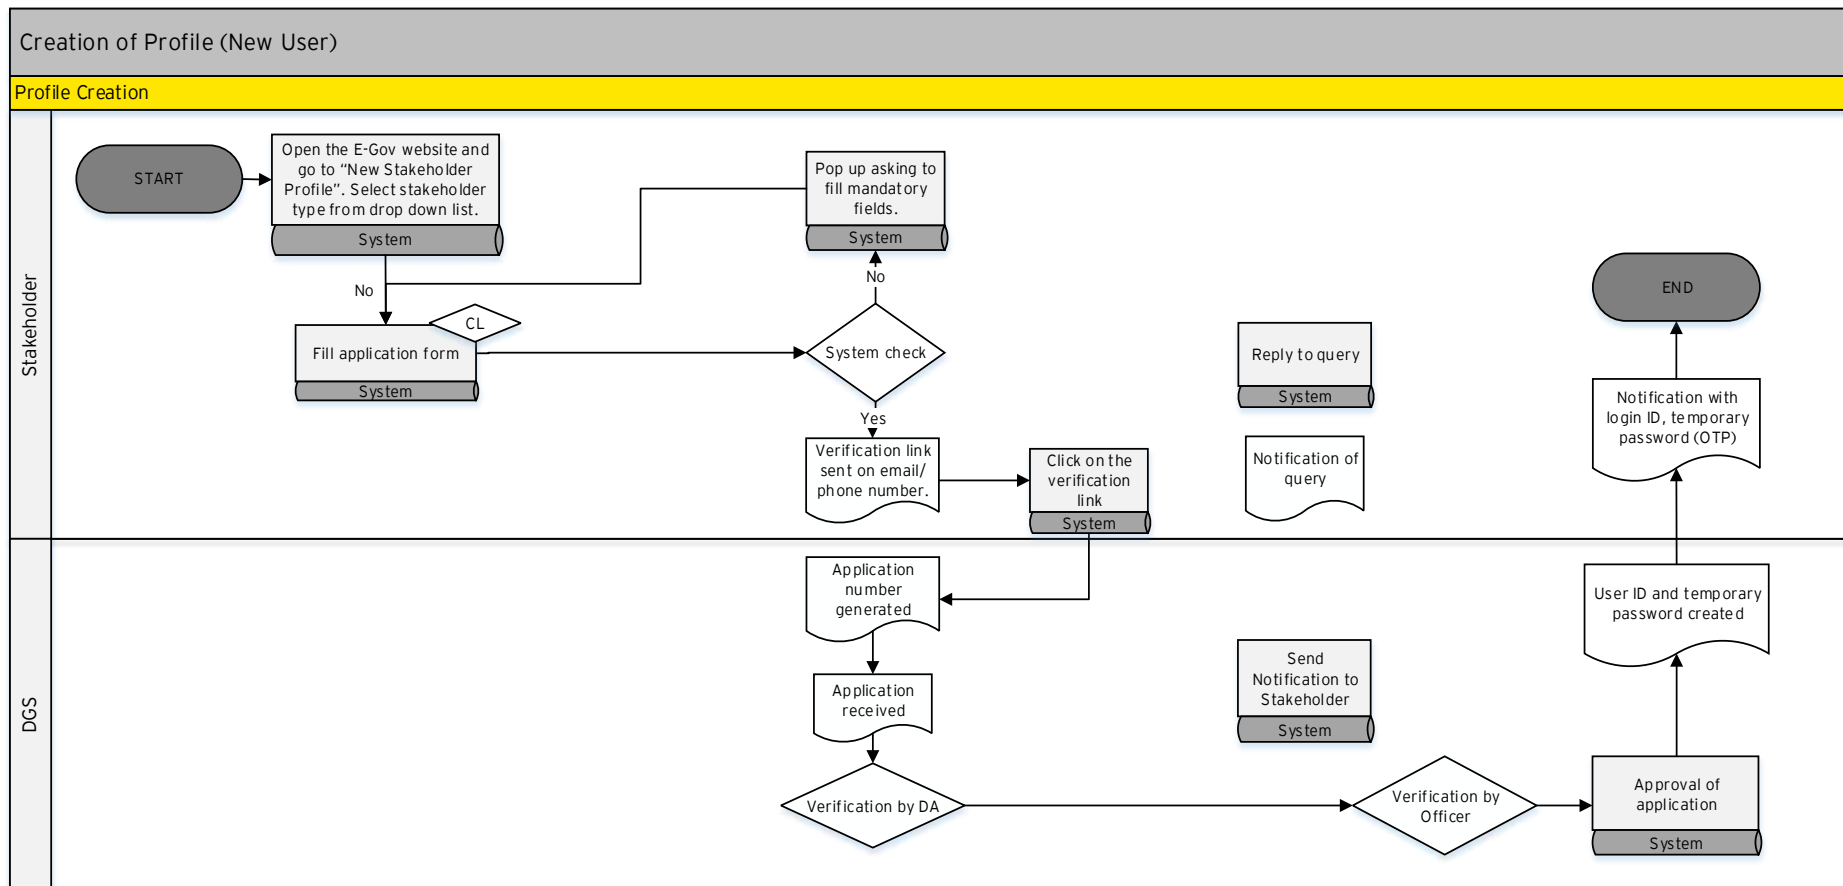 Creation of Profile (New User)
Profile Creation
Stakeholder
START
Open the E-Gov website and
go to “New Stakeholder
Profile”. Select stakeholder
type from drop down list.
System
Pop up asking to
fill mandatory
fields.
System
No
No
CL
Fill application form
System
System check
Yes
Verification link
sent on email/
phone number.
Click on the
verification
link
System
Reply to query
System
Notification of
query
END
Notification with
login ID, temporary
password (OTP)
DGS
Application
number
generated
Application
received
Verification by DA
Send
Notification to
Stakeholder
System
Verification by
Officer
User ID and temporary
password created
Approval of
application
System